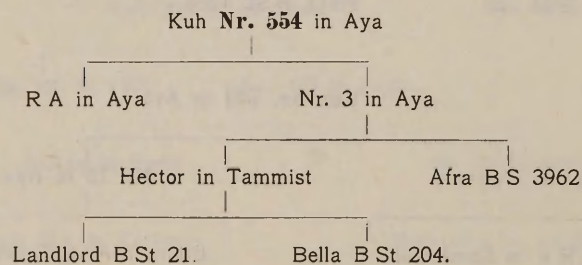 Kuh Nr. 554 in Aya
R A in Aya Nr. 3 in Aya
Hector in Tammist Afra B S 3962
Landlord B St 21. Bella B St 204.